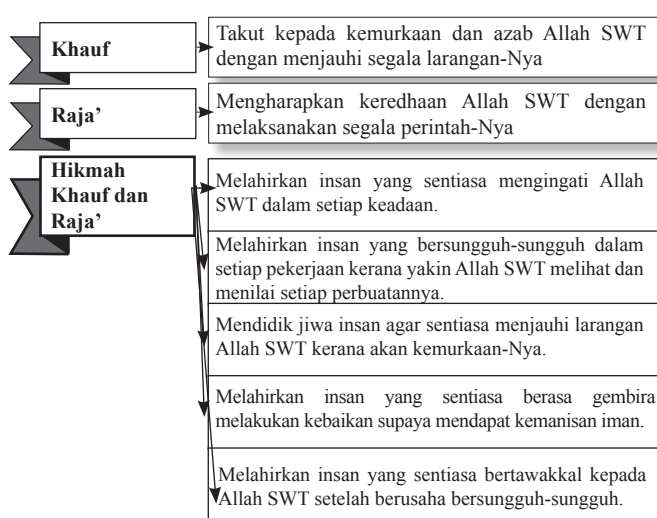 Khauf
Takut kepada kemurkaan dan azab Allah SWT
dengan menjauhi segala larangan-Nya
Raja’
Mengharapkan keredhaan Allah SWT dengan
melaksanakan segala perintah-Nya
Hikmah
Khauf dan
Raja’
Melahirkan insan yang sentiasa mengingati Allah
SWT dalam setiap keadaan.
Melahirkan insan yang bersungguh-sungguh dalam
setiap pekerjaan kerana yakin Allah SWT melihat dan
menilai setiap perbuatannya.
Mendidik jiwa insan agar sentiasa menjauhi larangan
Allah SWT kerana akan kemurkaan-Nya.
Melahirkan insan yang sentiasa berasa gembira
melakukan kebaikan supaya mendapat kemanisan iman.
Melahirkan insan yang sentiasa bertawakkal kepada
Allah SWT setelah berusaha bersungguh-sungguh.